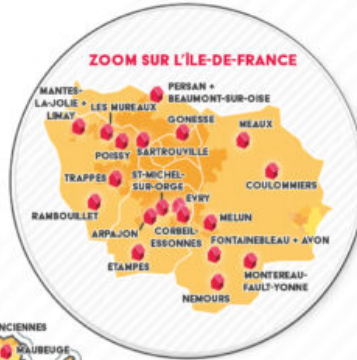 ZOOM SUR L'ÎLE-DE-FRANCE
MANTES-
LA-JOLIE +
LIMAY
LES MUREAUX
PERSAN +
BEAUMONT-SUR-OISE
GONESSE
MEAUX
POISSY
SARTROUVILLE
TRAPPES
ST-MICHEL-
SUR-ORGE
COULOMMIERS
RAMBOUILLET
EVRY
ARPAJON
CORBEIL-
ESSONNES
MELUN
FONTAINEBLEAU + AVON
ETAMPES
MONTEREAU-
FAULT-YONNE
NEMOURS
NCIENNES
MAUBEUGE